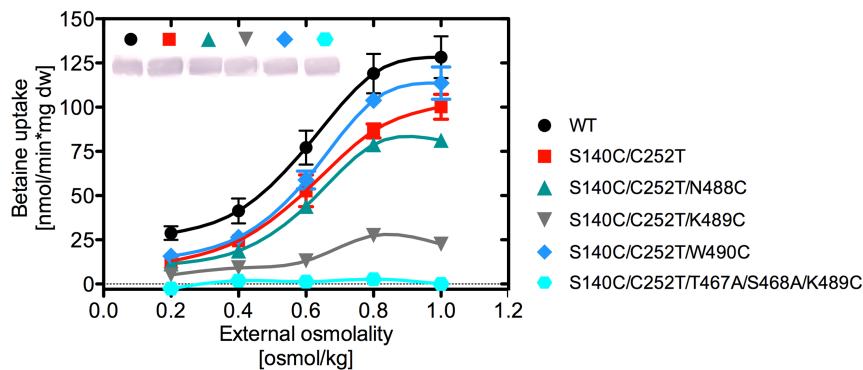 150
125
100
75
50
25
0
Betaine uptake
[nmol/min*mg dw]
0.0 0.2 0.4 0.6 0.8 1.0 1.2
External osmolality
[osmol/kg]
WT
S140C/C252T
S140C/C252T/N488C
S140C/C252T/K489C
S140C/C252T/W490C
S140C/C252T/T467A/S468A/K489C